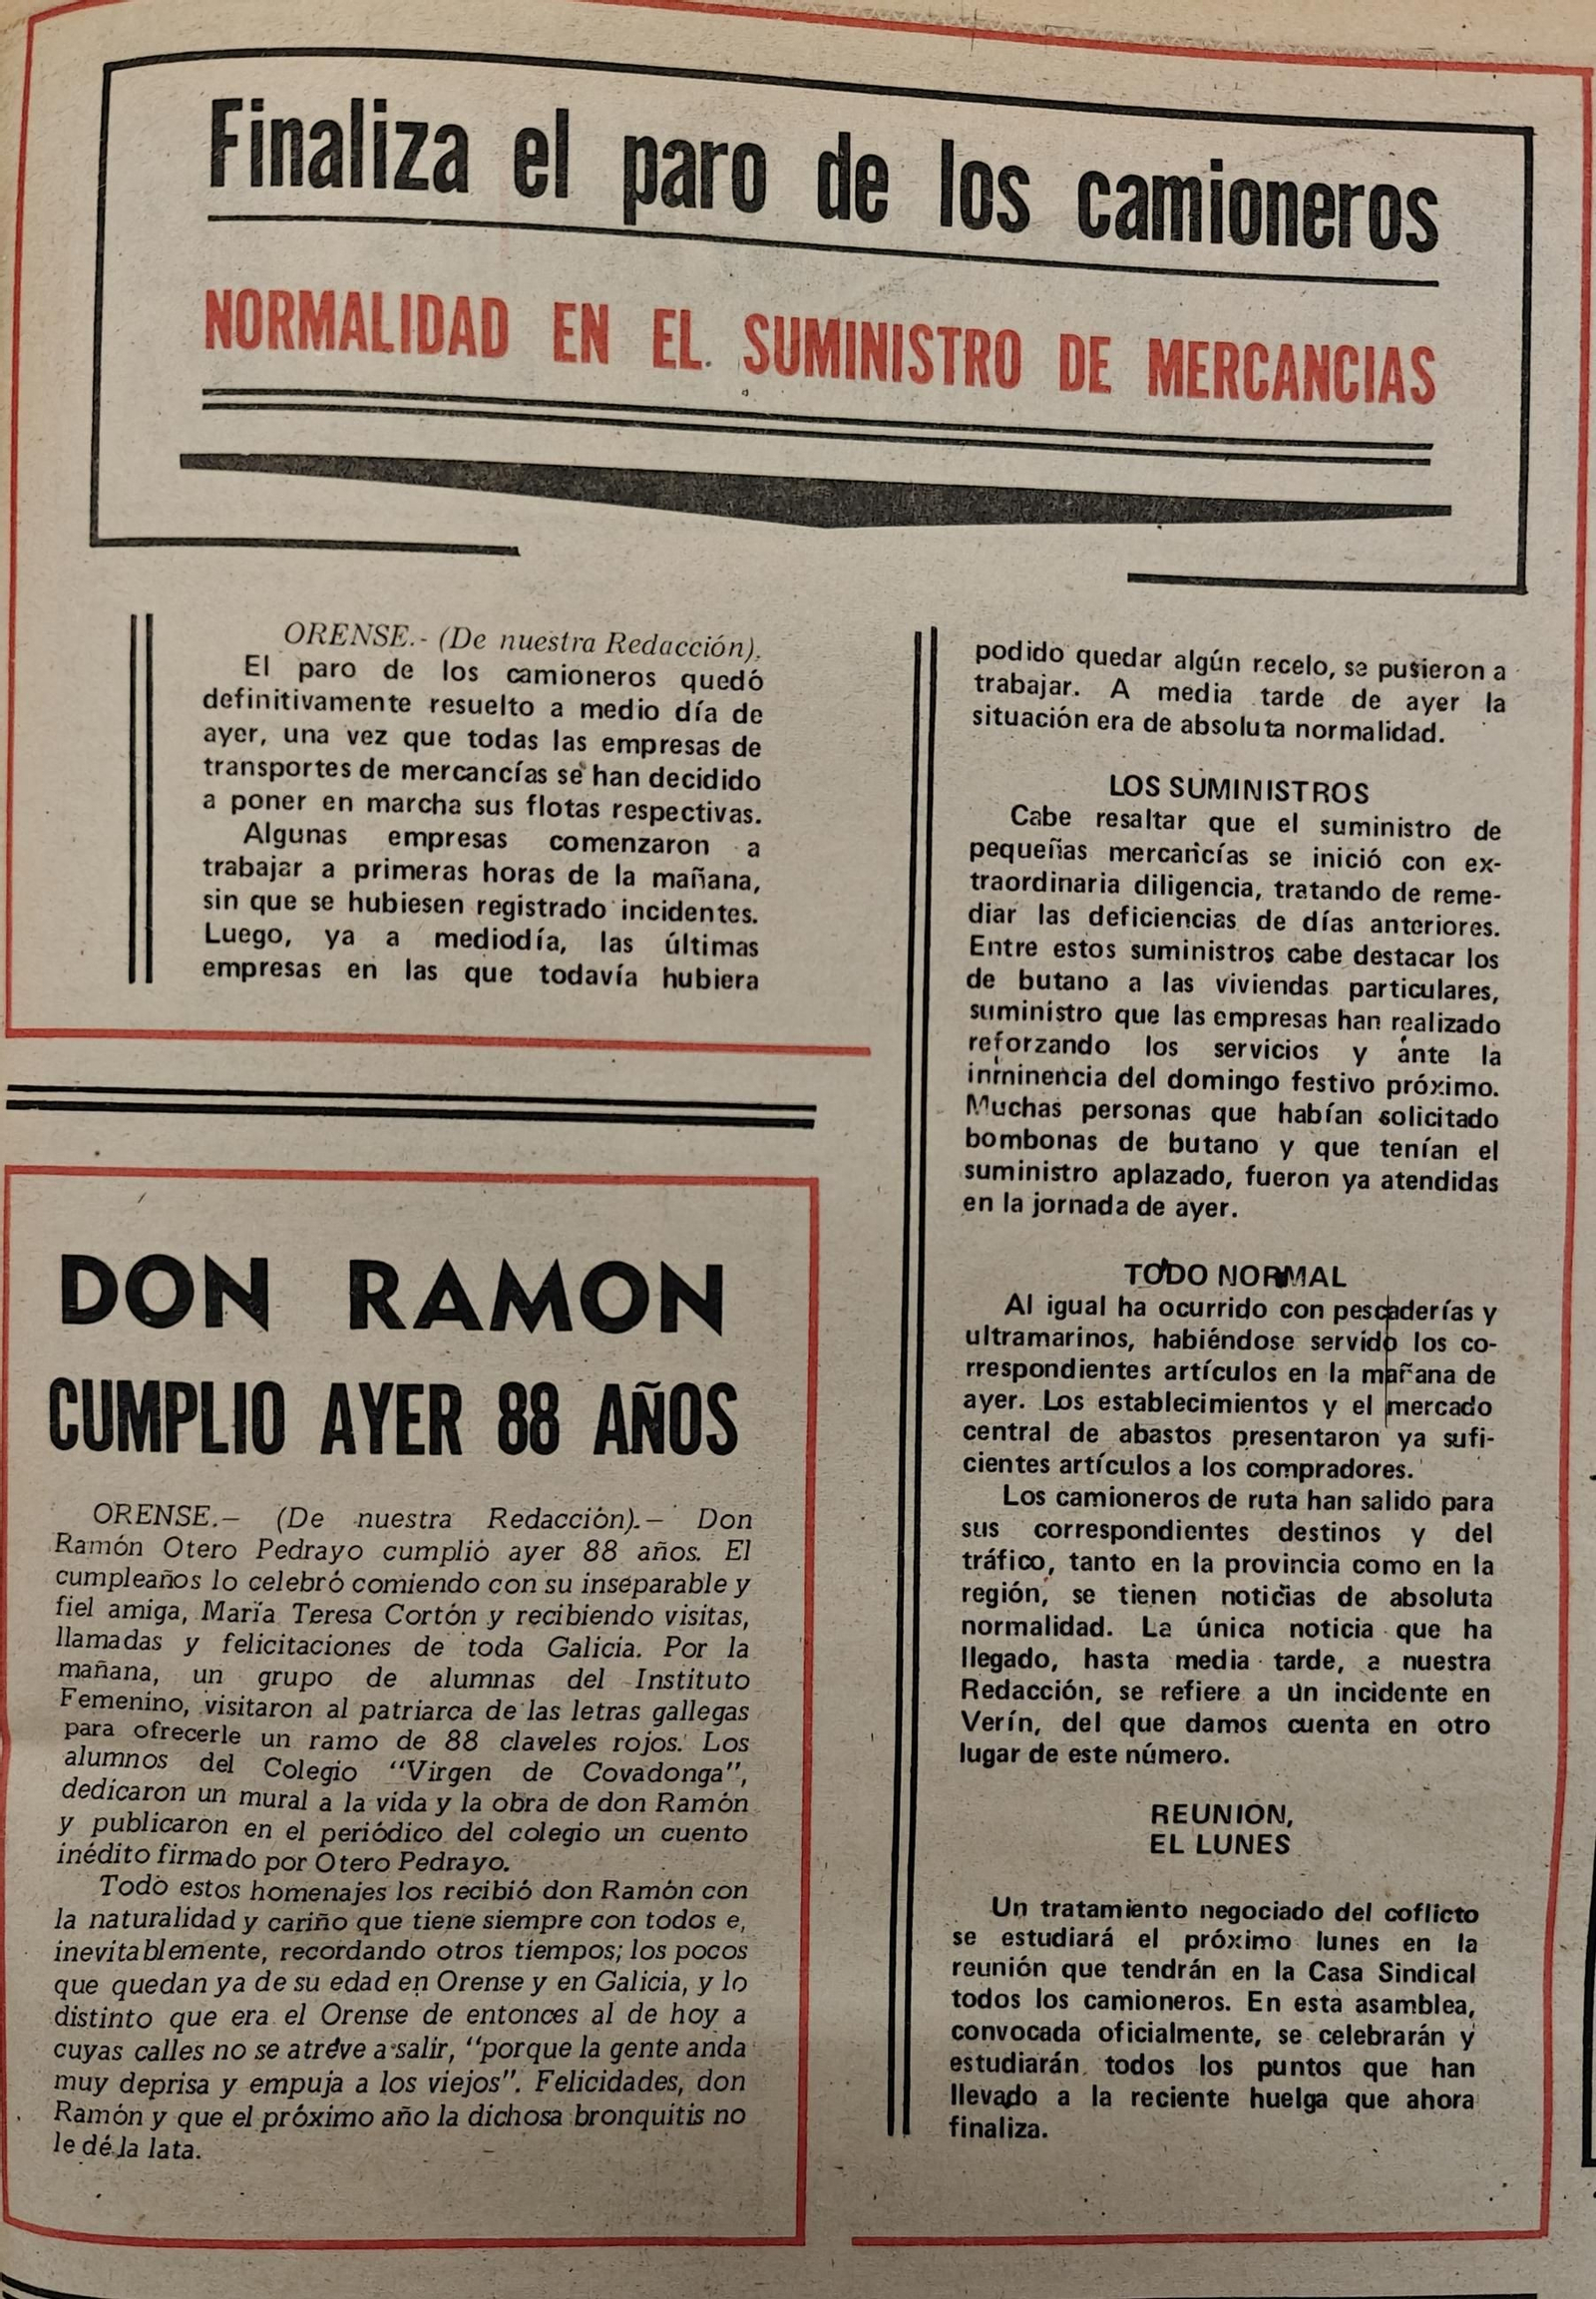 Finaliza el paro de los camioneros
NORMALIDAD EN EL SUMINISTRO DE MERCANCIAS
ORENSE.- (De nuestra Redacción).
El paro de los camioneros quedó
definitivamente resuelto a medio día de
ayer, una vez que todas las empresas de
transportes de mercancías se han decidido
a poner en marcha sus flotas respectivas.
Algunas empresas comenzaron a
trabajar a primeras horas de la mañana,
sin que se hubiesen registrado incidentes.
Luego, ya a mediodía, las últimas
empresas en las que todavía hubiera
podido quedar algún recelo, se pusieron a
trabajar. A media tarde de ayer la
situación era de absoluta normalidad.
LOS SUMINISTROS
Cabe resaltar que el suministro de
pequeñas mercancías se inició con ex-
traordinaria diligencia, tratando de reme-
diar las deficiencias de días anteriores.
Entre estos suministros cabe destacar los
de butano a las viviendas particulares,
suministro que las empresas han realizado
reforzando los servicios y ante la
inminencia del domingo festivo próximo.
Muchas personas que habían solicitado
bombonas de butano y que tenían el
suministro aplazado, fueron ya atendidas
en la jornada de ayer.
TODO NORMAL
Al igual ha ocurrido con pescaderías y
ultramarinos, habiéndose servido los co-
rrespondientes artículos en la mañana de
ayer. Los establecimientos y el mercado
central de abastos presentaron ya sufi-
cientes artículos a los compradores.
Los camioneros de ruta han salido para
sus correspondientes destinos y del
tráfico, tanto en la provincia como en la
región, se tienen noticias de absoluta
normalidad. La única noticia que ha
llegado, hasta media tarde, a nuestra
Redacción, se refiere a un incidente en
Verín, del que damos cuenta en otro
lugar de este número.
REUNION,
EL LUNES
Un tratamiento negociado del coflicto
se estudiará el próximo lunes en la
reunión que tendrán en la Casa Sindical
todos los camioneros. En esta asamblea,
convocada oficialmente, se celebrarán y
estudiarán todos los puntos que han
llevado a la reciente huelga que ahora
finaliza.
DON RAMON
CUMPLIO AYER 88 AÑOS
ORENSE.— (De nuestra Redacción).— Don
Ramón Otero Pedrayo cumplió ayer 88 años. El
cumpleaños lo celebró comiendo con su inseparable y
fiel amiga, María Teresa Cortón y recibiendo visitas,
llamadas y felicitaciones de toda Galicia. Por la
mañana, un grupo de alumnas del Instituto
Femenino, visitaron al patriarca de las letras gallegas
para ofrecerle un ramo de 88 claveles rojos. Los
alumnos del Colegio “Virgen de Covadonga”,
dedicaron un mural a la vida y la obra de don Ramón
y publicaron en el periódico del colegio un cuento
inédito firmado por Otero Pedrayo.
Todo estos homenajes los recibió don Ramón con
la naturalidad y cariño que tiene siempre con todos e,
inevitablemente, recordando otros tiempos; los pocos
que quedan ya de su edad en Orense y en Galicia, y lo
distinto que era el Orense de entonces al de hoy a
cuyas calles no se atreve a salir, “porque la gente anda
muy deprisa y empuja a los viejos”. Felicidades, don
Ramón y que el próximo año la dichosa bronquitis no
le dé la lata.